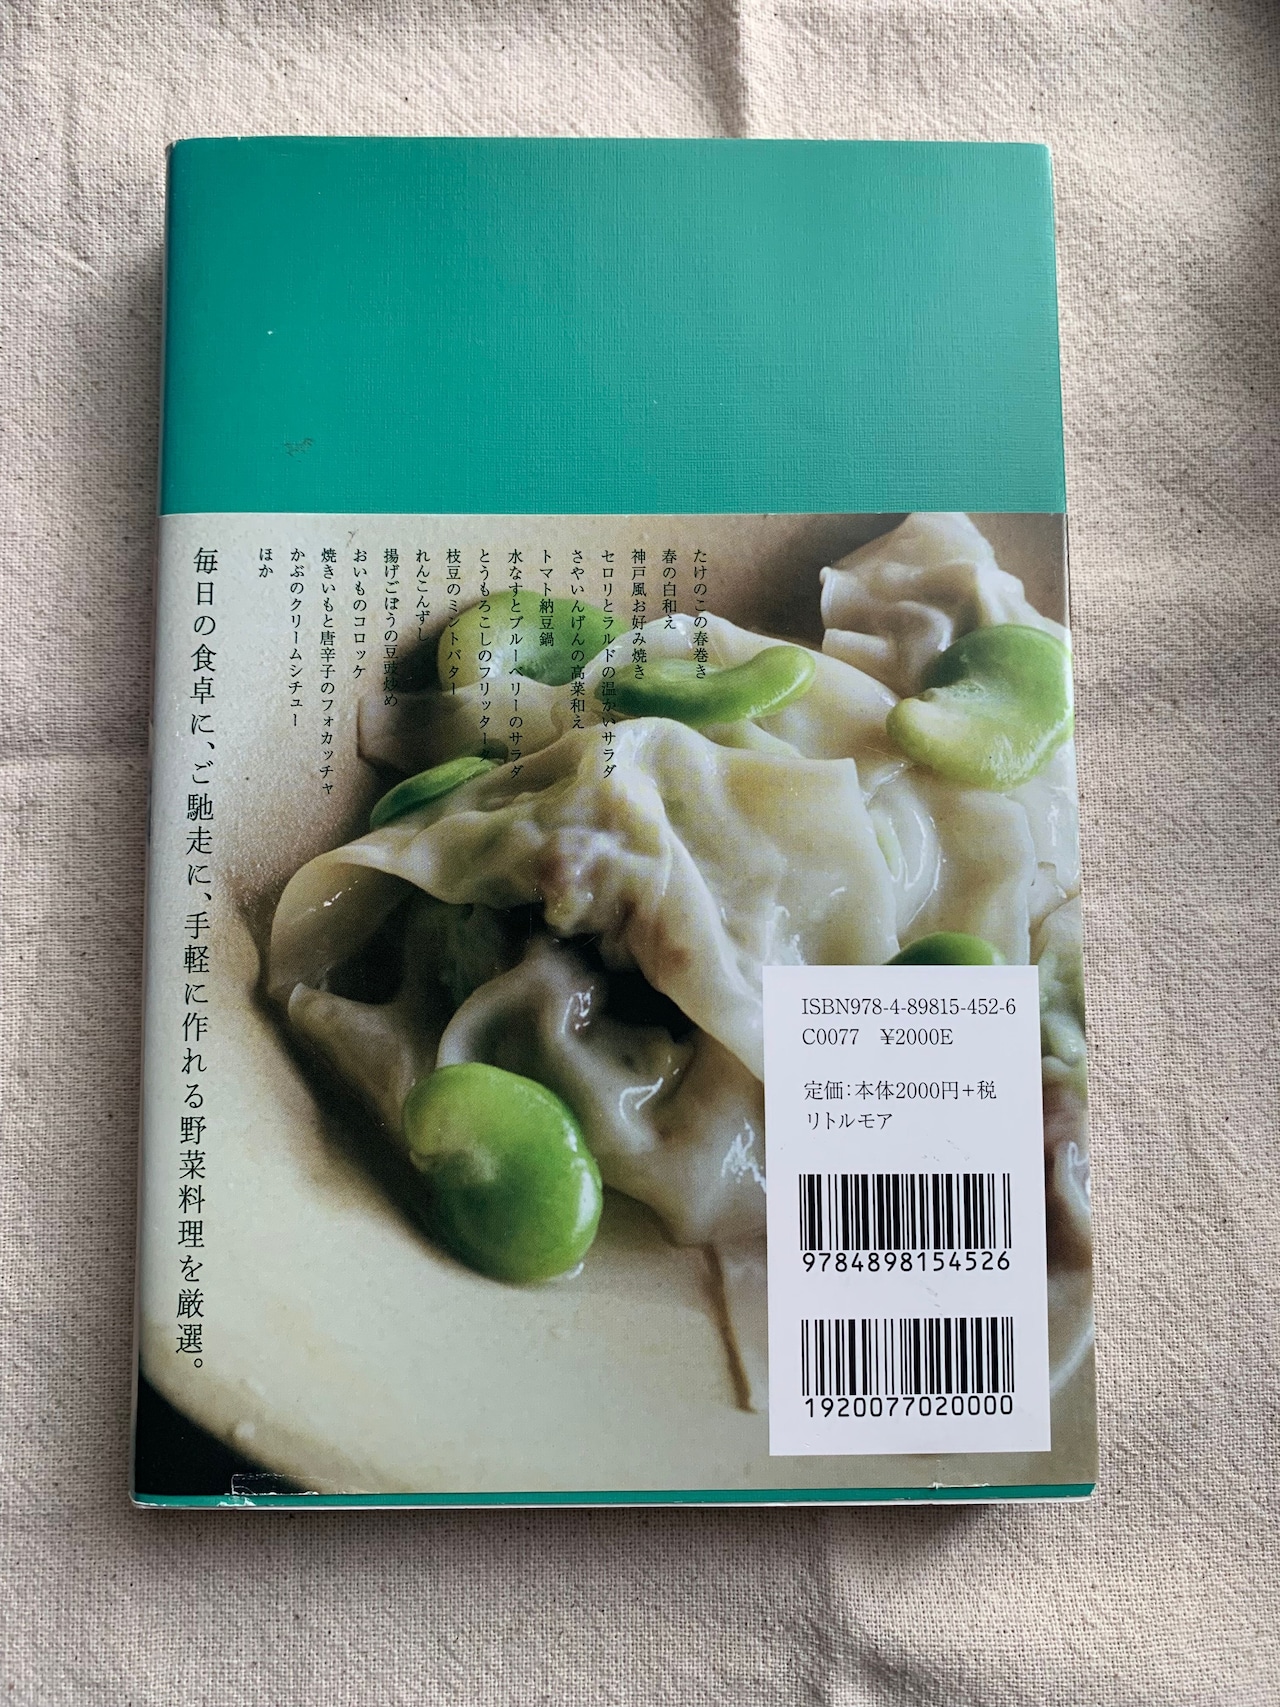 たけのこの春巻き
春の白和え
神戸風お好み焼き
セロリとラルドの温かいサラダ
さやいんげんの高菜和え
トマト納豆鍋
水なすとブルーベリーのサラダ
とうもろこしのフリッター
枝豆のミントバター
れんこんずし
揚げごぼうの豆豉炒め
おいものコロッケ
焼きいもと唐辛子のフォカッチャ
かぶのクリームシチュー
ほか
毎日の食卓に、ご馳走に、手軽に作れる野菜料理を厳選。
ISBN978-4-89815-452-6
C0077 ¥2000E
定価：本体2000円+税
リトルモア
9784898154526
1920077020000